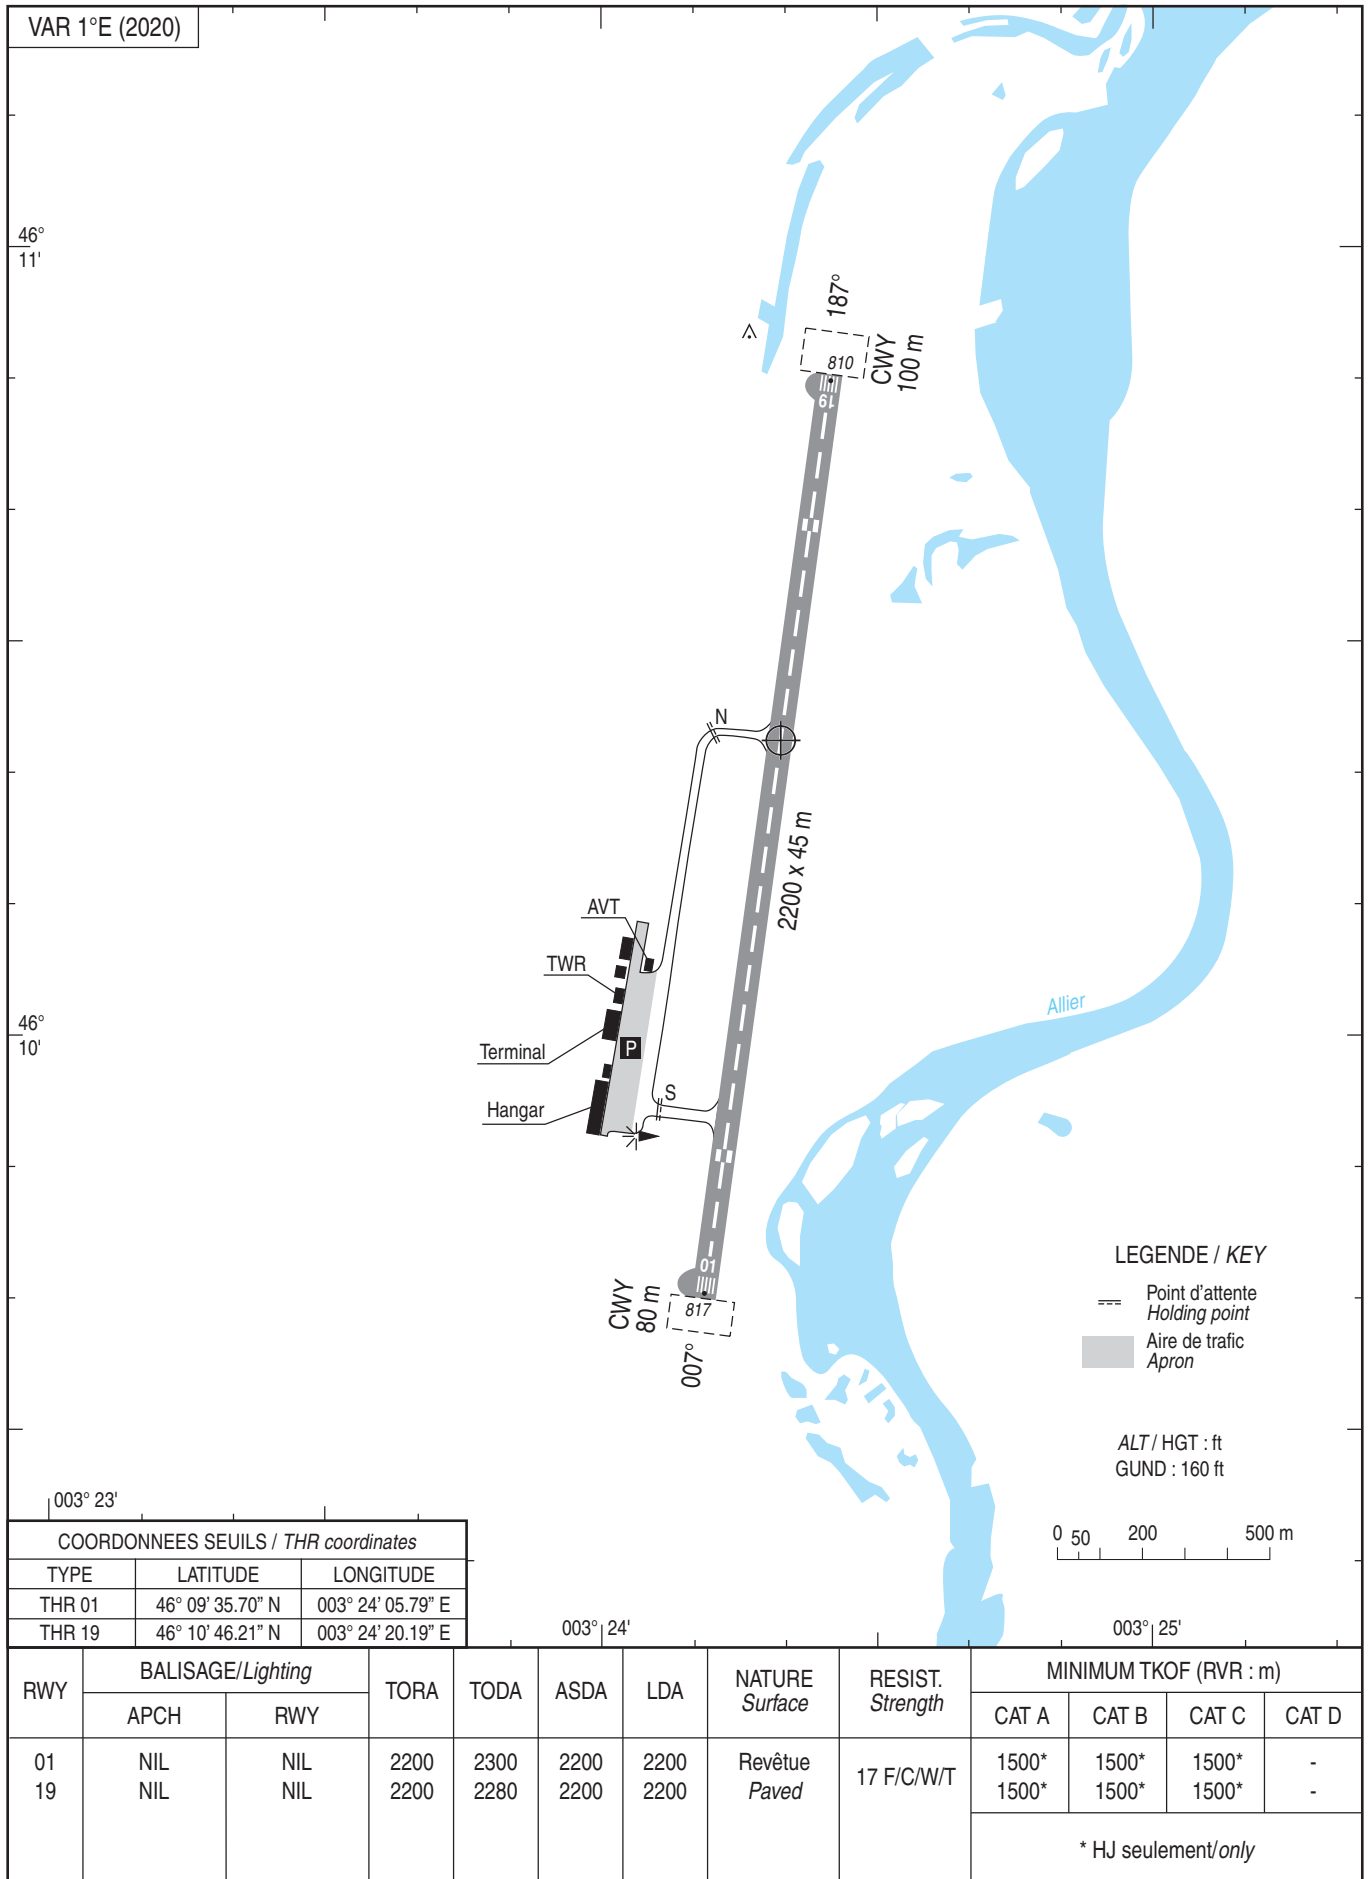 VAR 1°E (2020)
46°
11'
187°
810
CWY
100 m
19
N
2200 x 45 m
AVT
TWR
46°
10'
Allier
Terminal
P
S
Hangar
LEGENDE / KEY
01
Point d'attente
Holding point
CWY
80 m
817
Aire de trafic
Apron
007°
ALT / HGT : ft
GUND : 160 ft
003° 23'
0 50 200 500 m
COORDONNEES SEUILS / THR coordinates
TYPE LATITUDE LONGITUDE
THR 01 46° 09' 35.70" N 003° 24' 05.79" E
THR 19 46° 10' 46.21" N 003° 24' 20.19" E
003° 24'
003° 25'
RWY BALISAGE/Lighting TORA TODA ASDA LDA NATURE RESIST. MINIMUM TKOF (RVR : m)
Surface Strength
APCH RWY CAT A CAT B CAT C CAT D
01 NIL NIL 2200 2300 2200 2200 Revêtue 17 F/C/W/T 1500* 1500* 1500* -
19 NIL NIL 2200 2280 2200 2200 Paved 1500* 1500* 1500* -
* HJ seulement/only